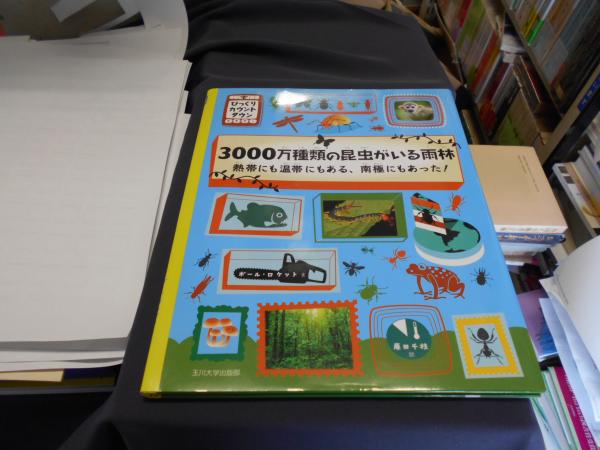 びっくり
カウント
ダウン
3000万種類の昆虫がいる雨林
熱帯にも温帯にもある、南極にもあった!
ポール・ロケット
藤田千枝
訳
玉川大学出版部